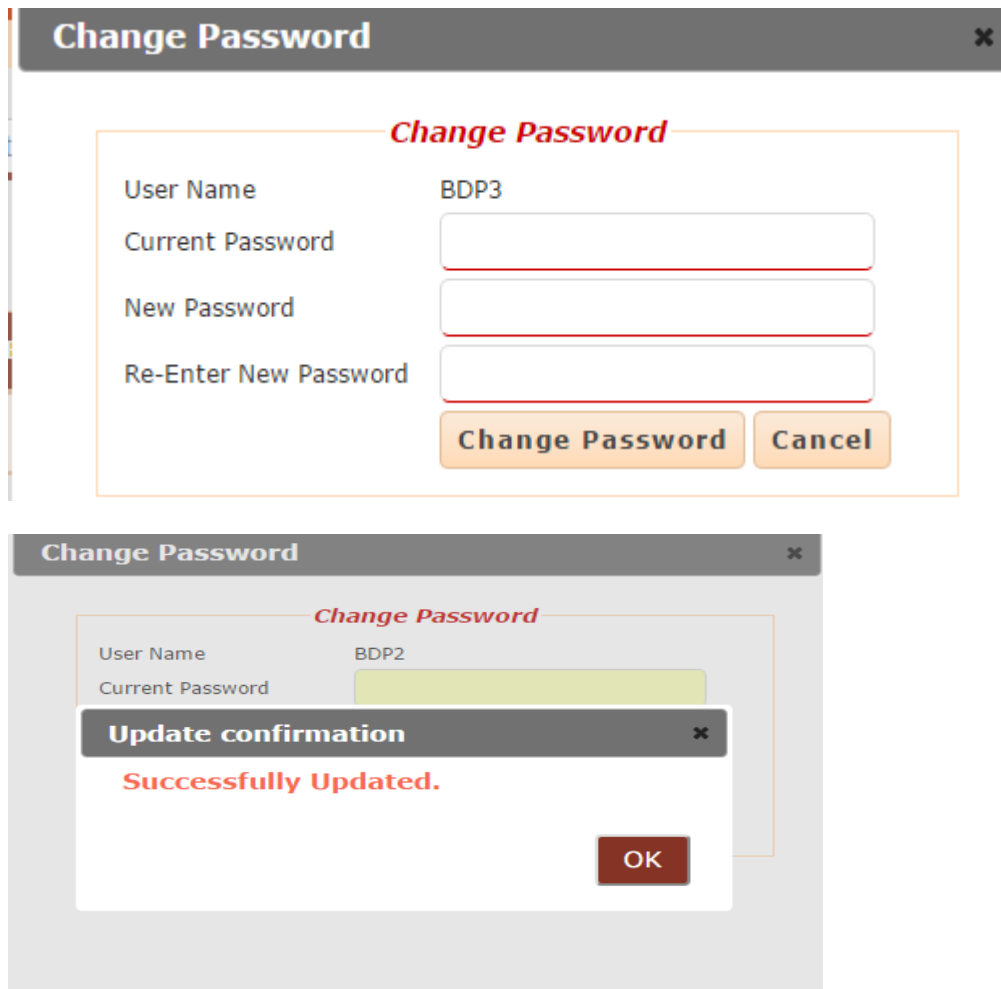 Change Password
Change Password
User Name BDP3
Current Password
New Password
Re-Enter New Password
Change Password Cancel
Change Password
Change Password
User Name BDP2
Current Password
Update confirmation
Successfully Updated.
OK